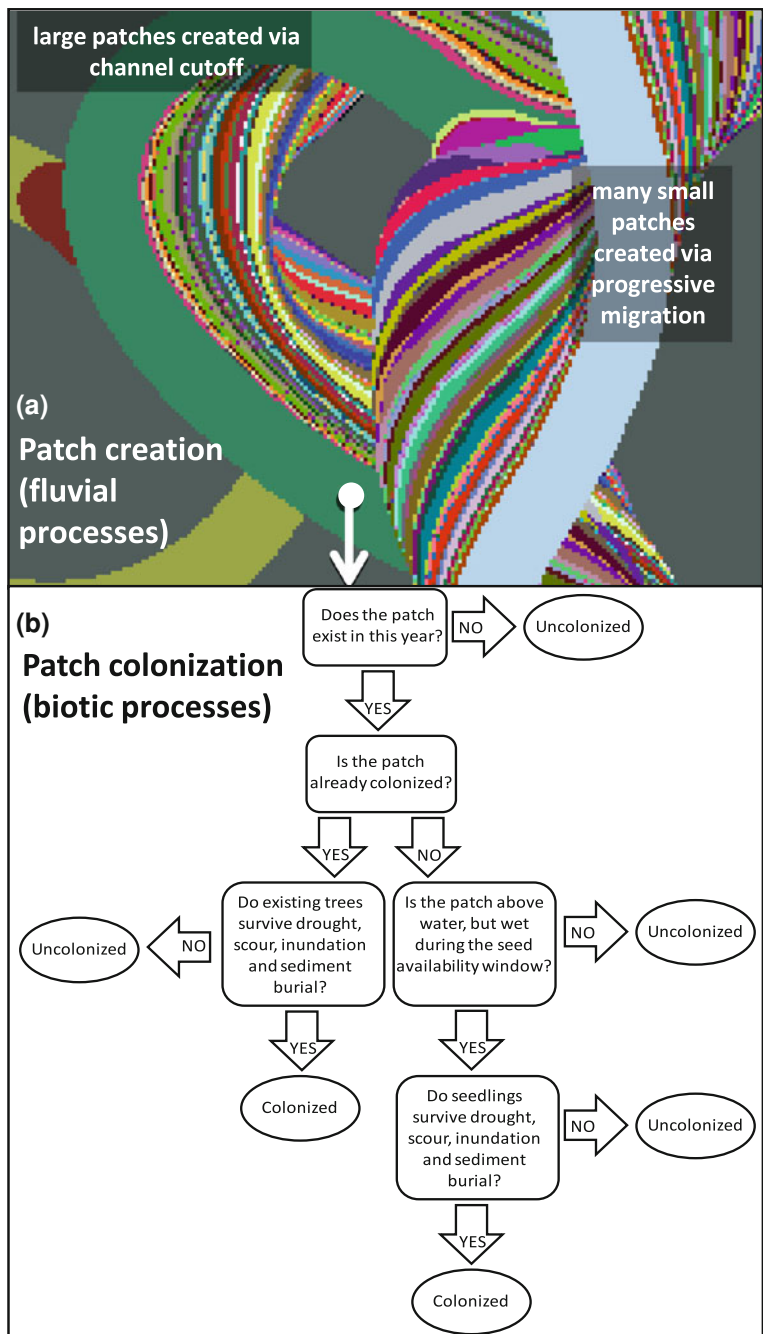 large patches created via
channel cutoff
many small
patches
created via
progressive
migration
(a)
Patch creation
(fluvial
processes)
(b)
Patch colonization
(biotic processes)
Does the patch
exist in this year?
NO
Uncolonized
YES
Is the patch
already colonized?
YES
NO
Do existing trees
survive drought,
scour, inundation
and sediment
burial?
NO
Uncolonized
YES
Colonized
Is the patch above
water, but wet
during the seed
availability window?
NO
Uncolonized
YES
Do seedlings
survive drought,
scour, inundation
and sediment
burial?
NO
Uncolonized
YES
Colonized